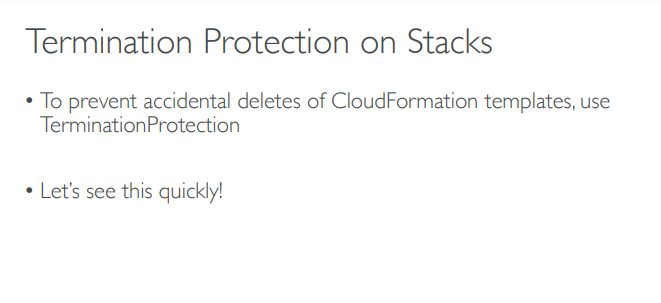 Termination Protection on Stacks
• To prevent accidental deletes of CloudFormation templates, use
TerminationProtection
• Let’s see this quickly!